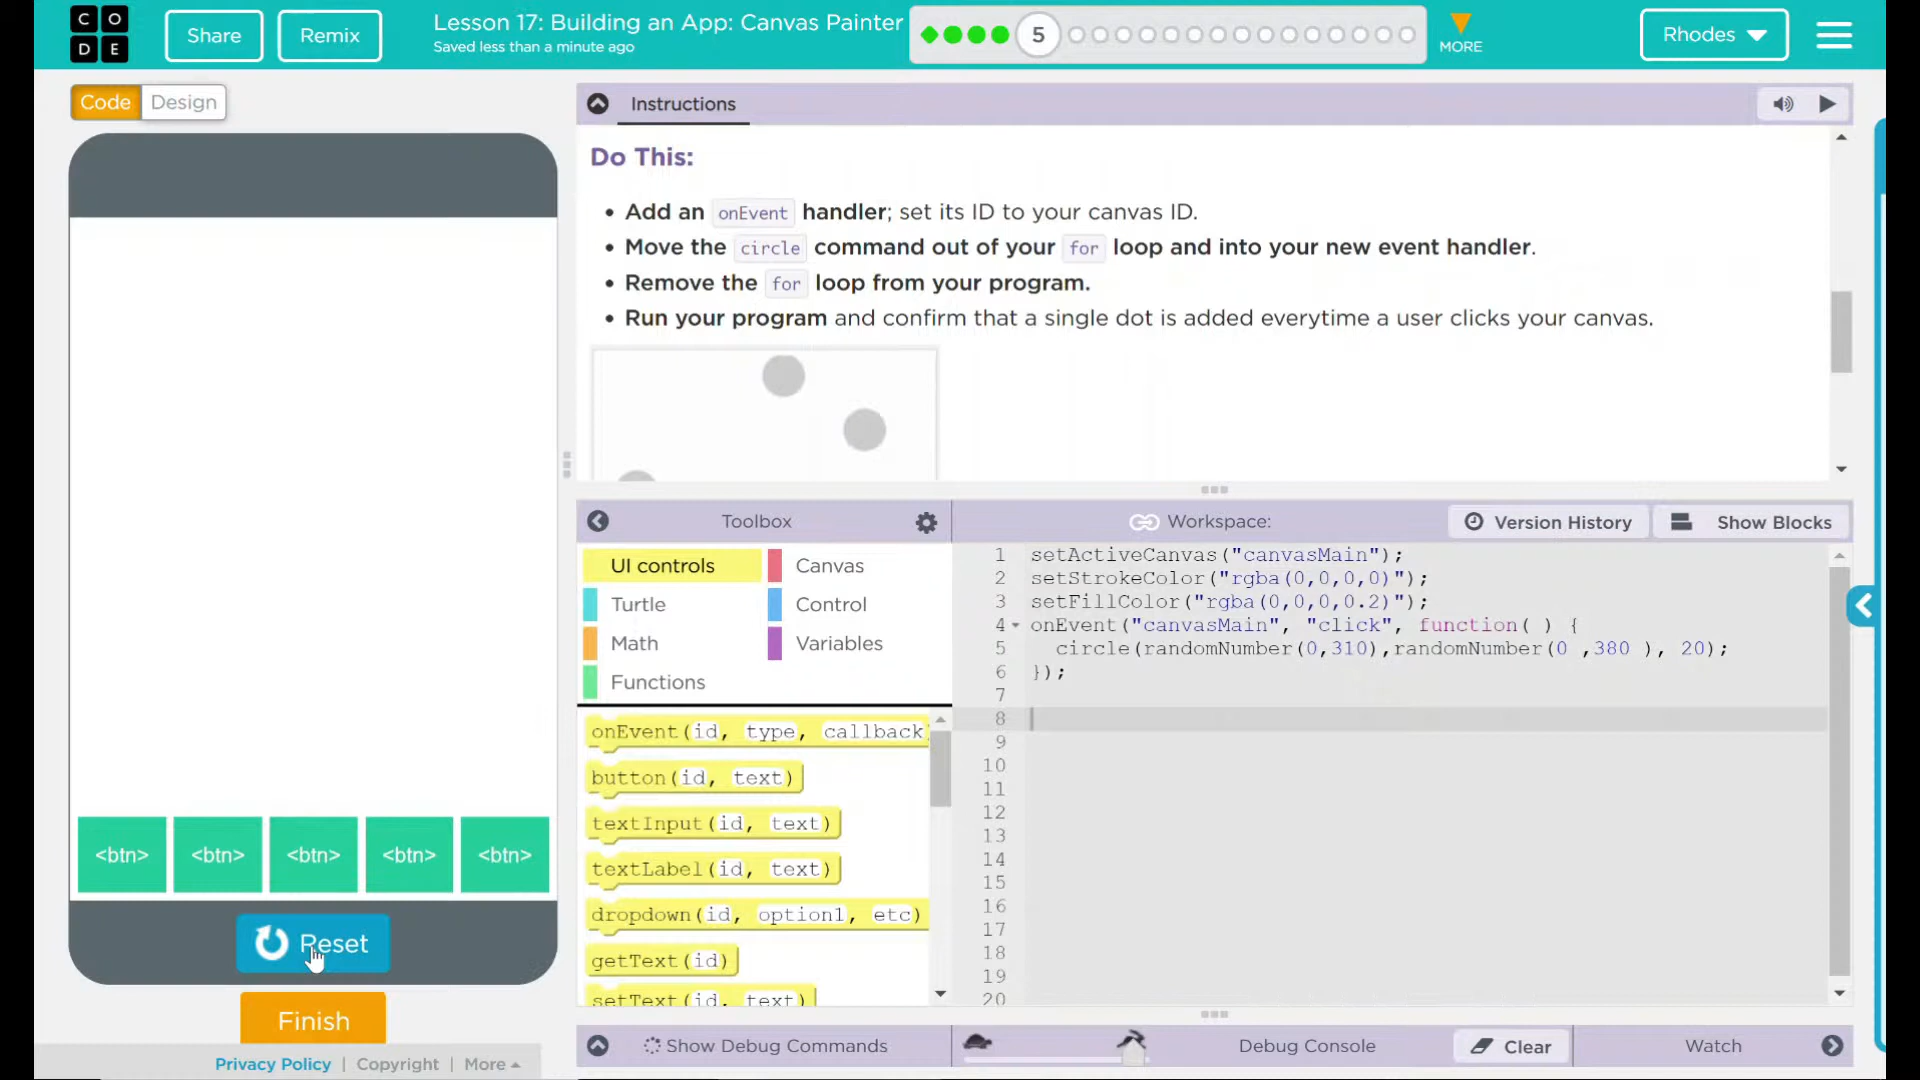 C O D E
Share
Remix
Lesson 17: Building an App: Canvas Painter
Saved less than a minute ago
5
MORE
Rhodes
Code
Design
Instructions
Do This:
Add an onEvent handler; set its ID to your canvas ID.
Move the circle command out of your for loop and into your new event handler.
Remove the for loop from your program.
Run your program and confirm that a single dot is added everytime a user clicks your canvas.
Toolbox
Workspace:
Version History
Show Blocks
UI controls
Canvas
Turtle
Control
Math
Variables
Functions
onEvent(id, type, callback
button(id, text)
textInput(id, text)
textLabel(id, text)
dropdown(id, option1, etc)
getText(id)
setText(id, text)
1 setActiveCanvas("canvasMain");
2 setStrokeColor("rgba(0,0,0,0)");
3 setFillColor("rgba(0,0,0,0.2)");
4 onEvent("canvasMain", "click", function( ) {
5 circle(randomNumber(0,310),randomNumber(0 ,380 ), 20);
6 });
7
8
9
10
11
12
13
14
15
16
17
18
19
20
<btn> <btn> <btn> <btn> <btn>
Reset
Finish
Show Debug Commands
Debug Console
Clear
Watch
Privacy Policy | Copyright | More